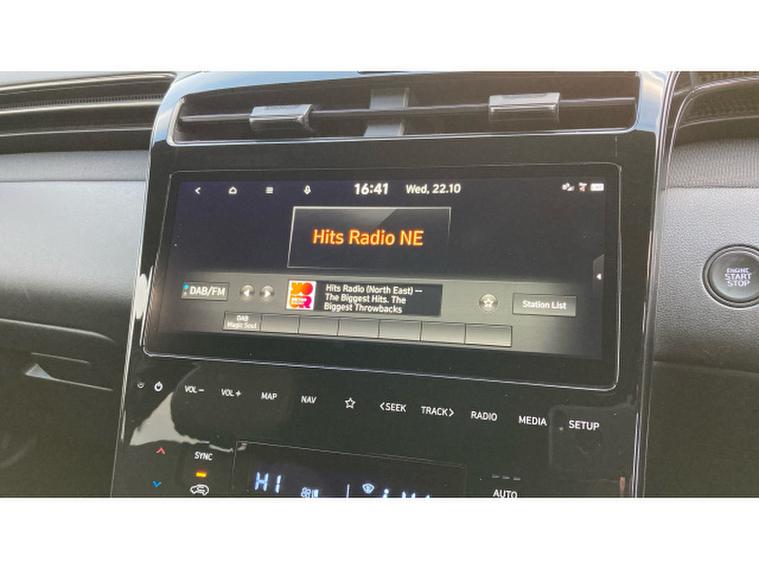 16:41 Wed, 22.10
Hits Radio NE
DAB/FM
Hits Radio (North East) —
The Biggest Hits. The
Biggest Throwbacks
Station List
DAB
Magic Soul
ENGINE
START
STOP
VOL− VOL+ MAP NAV <SEEK TRACK> RADIO MEDIA SETUP
SYNC
HI
AUTO